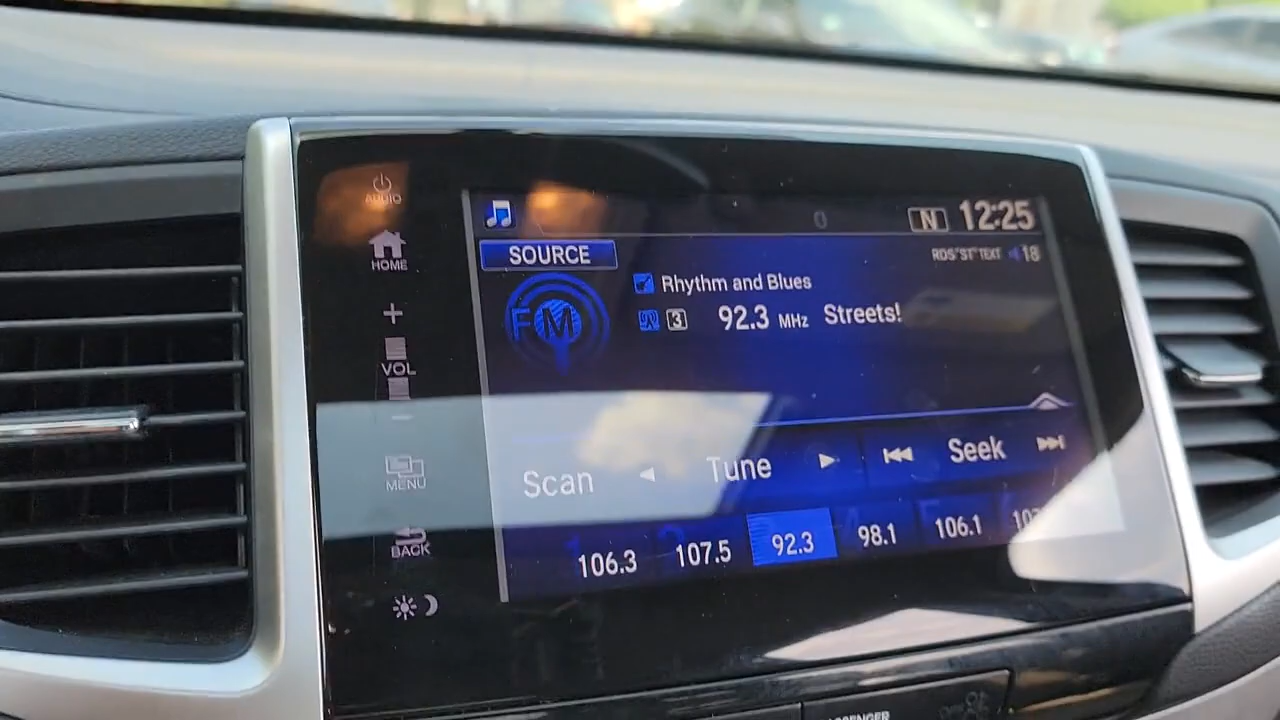 AUDIO
HOME
+
VOL
−
MENU
BACK
N 12:25
SOURCE
RDS "ST" TEXT 18
FM
Rhythm and Blues
3 92.3 MHz Streets!
Scan Tune Seek
106.3 107.5 92.3 98.1 106.1